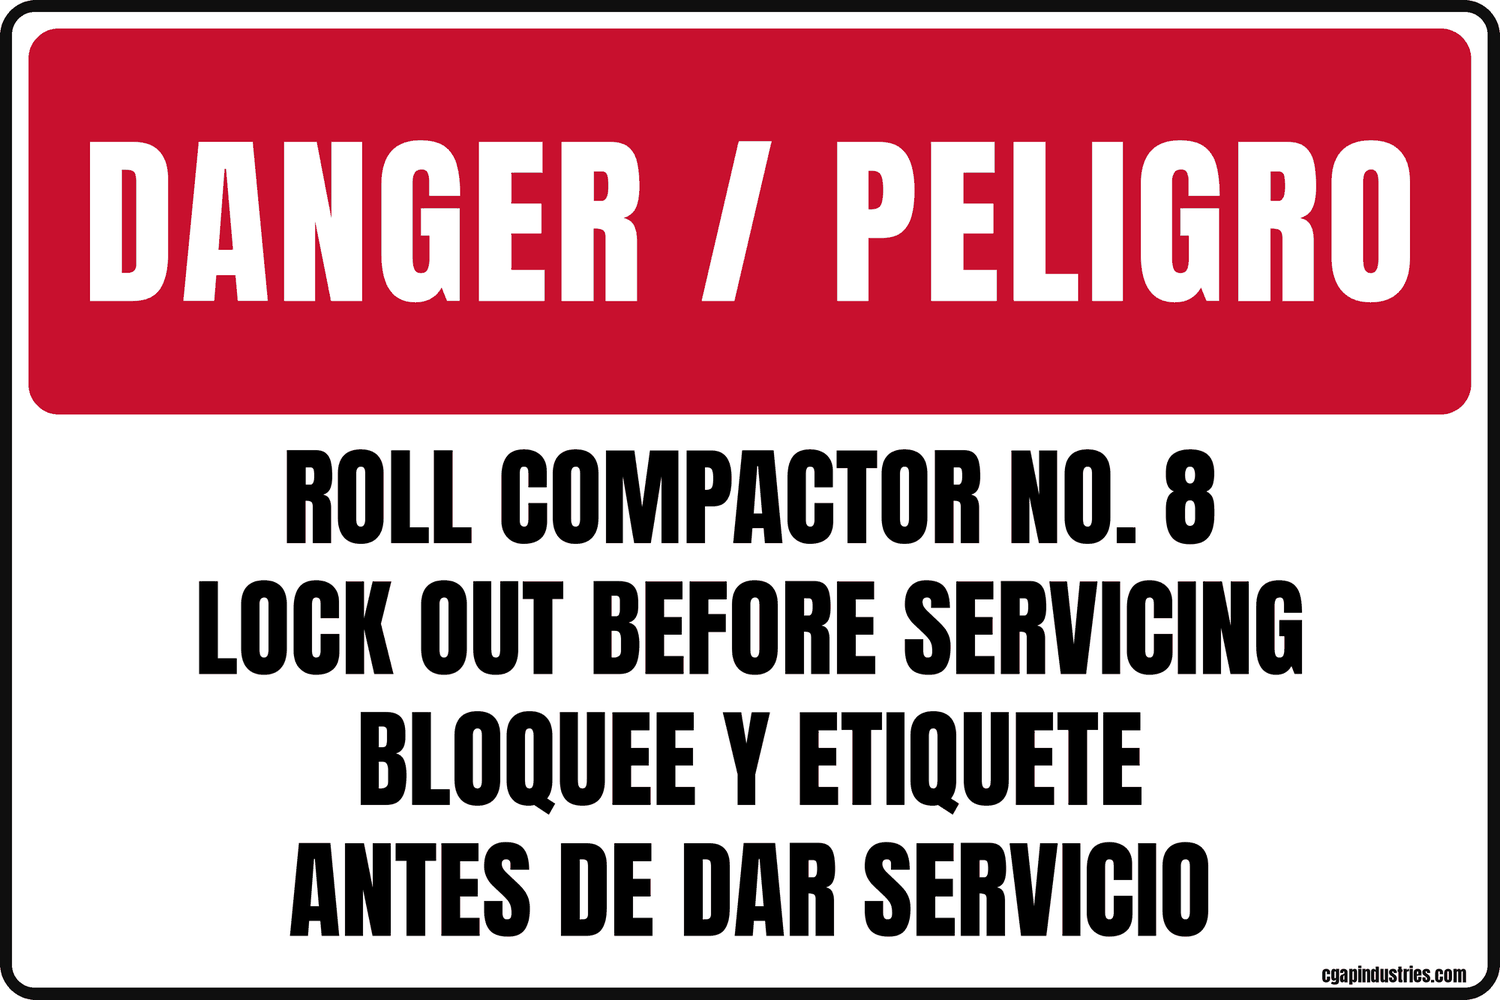 DANGER / PELIGRO
ROLL COMPACTOR NO. 8
LOCK OUT BEFORE SERVICING
BLOQUEE Y ETIQUETE
ANTES DE DAR SERVICIO
cgapindustries.com